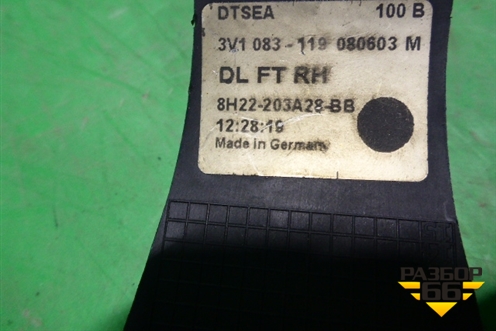 DTSEA 100 B
3V1 083-119 080603 M
DL FT RH
8H22-203A28-BB
12:28:19
Made in Germany
РАЗБОР
66